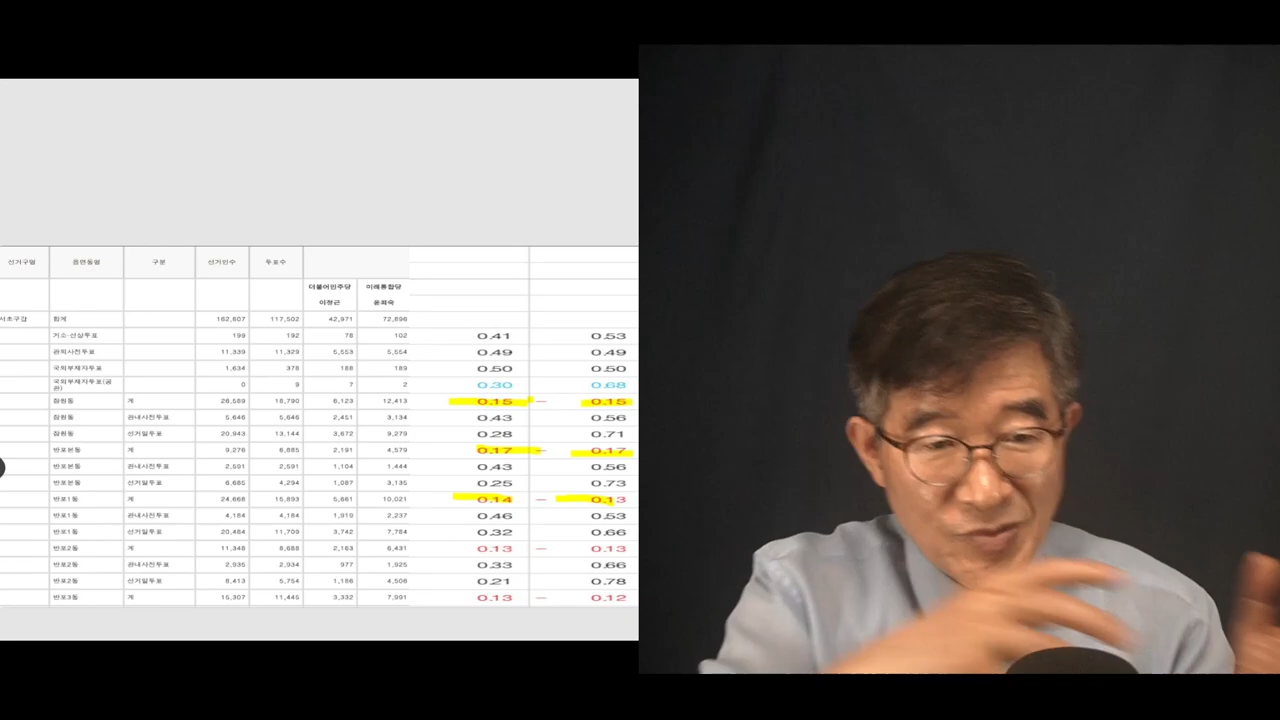 선거구명 읍면동명 구분 선거인수 투표수
더불어민주당 미래통합당
이정근 윤희숙
서초구갑 합계 162,807 117,502 42,971 72,896
거소·선상투표 199 192 78 102 0.41 0.53
관외사전투표 11,339 11,329 5,553 5,554 0.49 0.49
국외부재자투표 1,634 378 188 189 0.50 0.50
국외부재자투표(공관) 0 9 7 2 0.30 0.68
잠원동 계 26,589 18,790 6,123 12,413 0.15 — 0.15
잠원동 관내사전투표 5,646 5,646 2,451 3,134 0.43 0.56
잠원동 선거일투표 20,943 13,144 3,672 9,279 0.28 0.71
반포본동 계 9,276 6,885 2,191 4,579 0.17 — 0.17
반포본동 관내사전투표 2,591 2,591 1,104 1,444 0.43 0.56
반포본동 선거일투표 6,685 4,294 1,087 3,135 0.25 0.73
반포1동 계 24,668 15,893 5,661 10,021 0.14 — 0.13
반포1동 관내사전투표 4,184 4,184 1,919 2,237 0.46 0.53
반포1동 선거일투표 20,484 11,709 3,742 7,784 0.32 0.66
반포2동 계 11,348 8,688 2,163 6,431 0.13 — 0.13
반포2동 관내사전투표 2,935 2,934 977 1,925 0.33 0.66
반포2동 선거일투표 8,413 5,754 1,186 4,506 0.21 0.78
반포3동 계 15,307 11,445 3,332 7,991 0.13 — 0.12